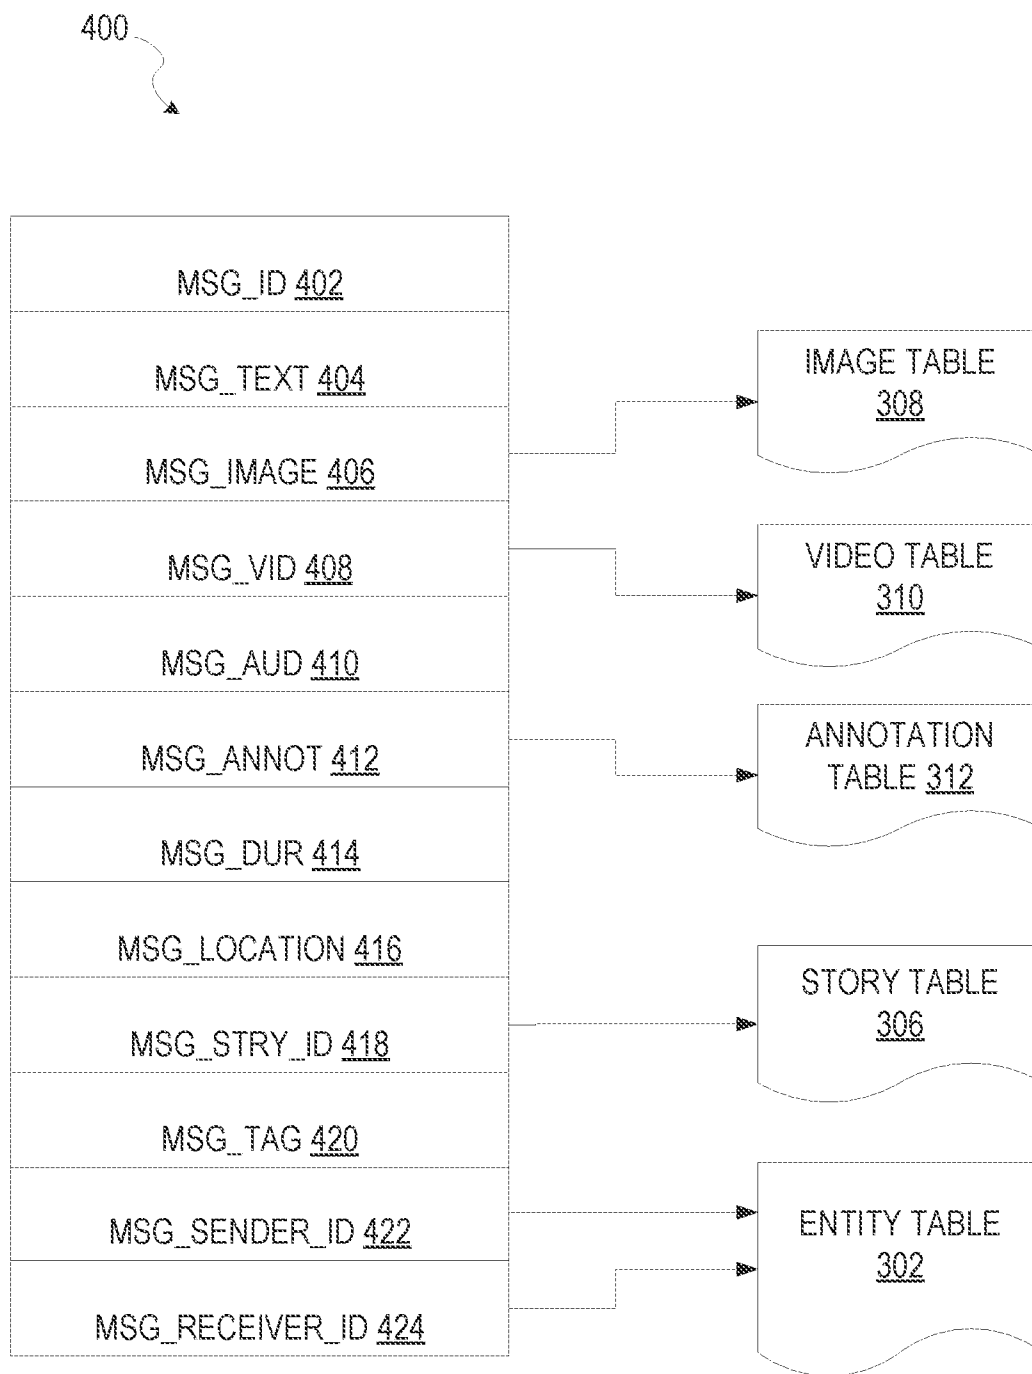 400
MSG_ID 402
MSG_TEXT 404
MSG_IMAGE 406
MSG_VID 408
MSG_AUD 410
MSG_ANNOT 412
MSG_DUR 414
MSG_LOCATION 416
MSG_STRY_ID 418
MSG_TAG 420
MSG_SENDER_ID 422
MSG_RECEIVER_ID 424
IMAGE TABLE
308
VIDEO TABLE
310
ANNOTATION
TABLE 312
STORY TABLE
306
ENTITY TABLE
302